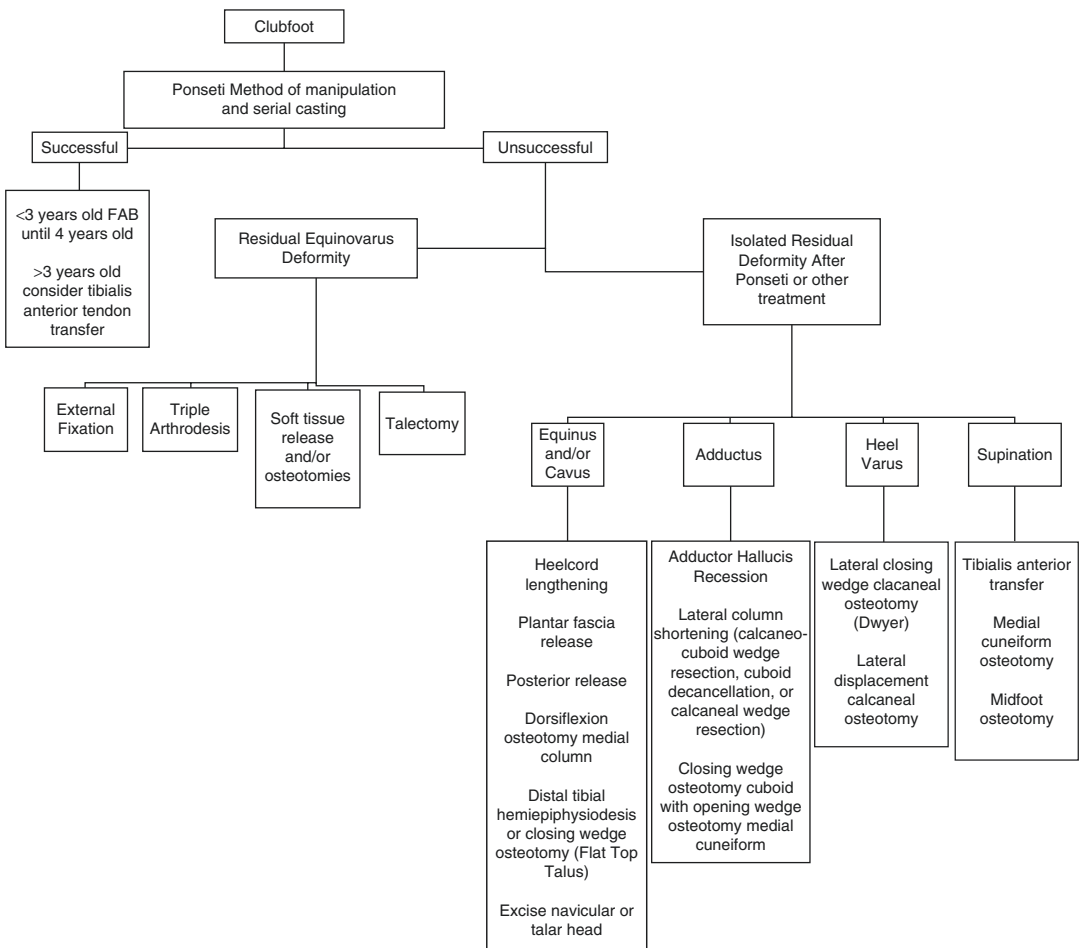 Clubfoot
Ponseti Method of manipulation
and serial casting
Successful
Unsuccessful
<3 years old FAB
until 4 years old
>3 years old
consider tibialis
anterior tendon
transfer
Residual Equinovarus
Deformity
Isolated Residual
Deformity After
Ponseti or other
treatment
External
Fixation
Triple
Arthrodesis
Soft tissue
release
and/or
osteotomies
Talectomy
Equinus
and/or
Cavus
Adductus
Heel
Varus
Supination
Heelcord
lengthening
Plantar fascia
release
Posterior release
Dorsiflexion
osteotomy medial
column
Distal tibial
hemiepiphysiodesis
or closing wedge
osteotomy (Flat Top
Talus)
Excise navicular or
talar head
Adductor Hallucis
Recession
Lateral column
shortening (calcaneo-
cuboid wedge
resection, cuboid
decancellation, or
calcaneal wedge
resection)
Closing wedge
osteotomy cuboid
with opening wedge
osteotomy medial
cuneiform
Lateral closing
wedge clacaneal
osteotomy
(Dwyer)
Lateral
displacement
calcaneal
osteotomy
Tibialis anterior
transfer
Medial
cuneiform
osteotomy
Midfoot
osteotomy